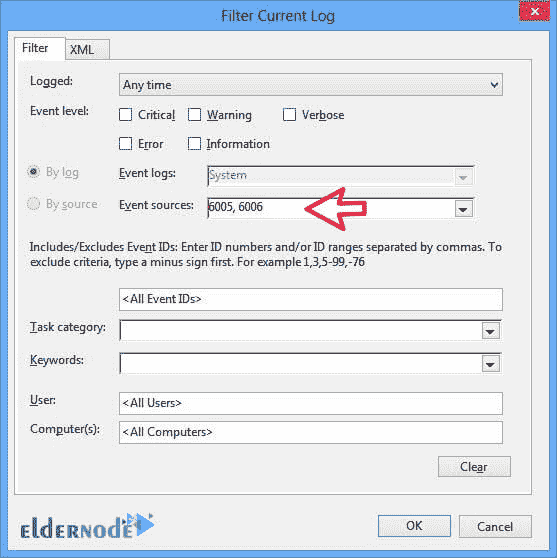 Filter Current Log
Filter XML
Logged: Any time
Event level: Critical Warning Verbose
Error Information
By log Event logs: System
By source Event sources: 6005, 6006
Includes/Excludes Event IDs: Enter ID numbers and/or ID ranges separated by commas. To
exclude criteria, type a minus sign first. For example 1,3,5-99,-76
<All Event IDs>
Task category:
Keywords:
User: <All Users>
Computer(s): <All Computers>
Clear
ELDERNODE
OK Cancel